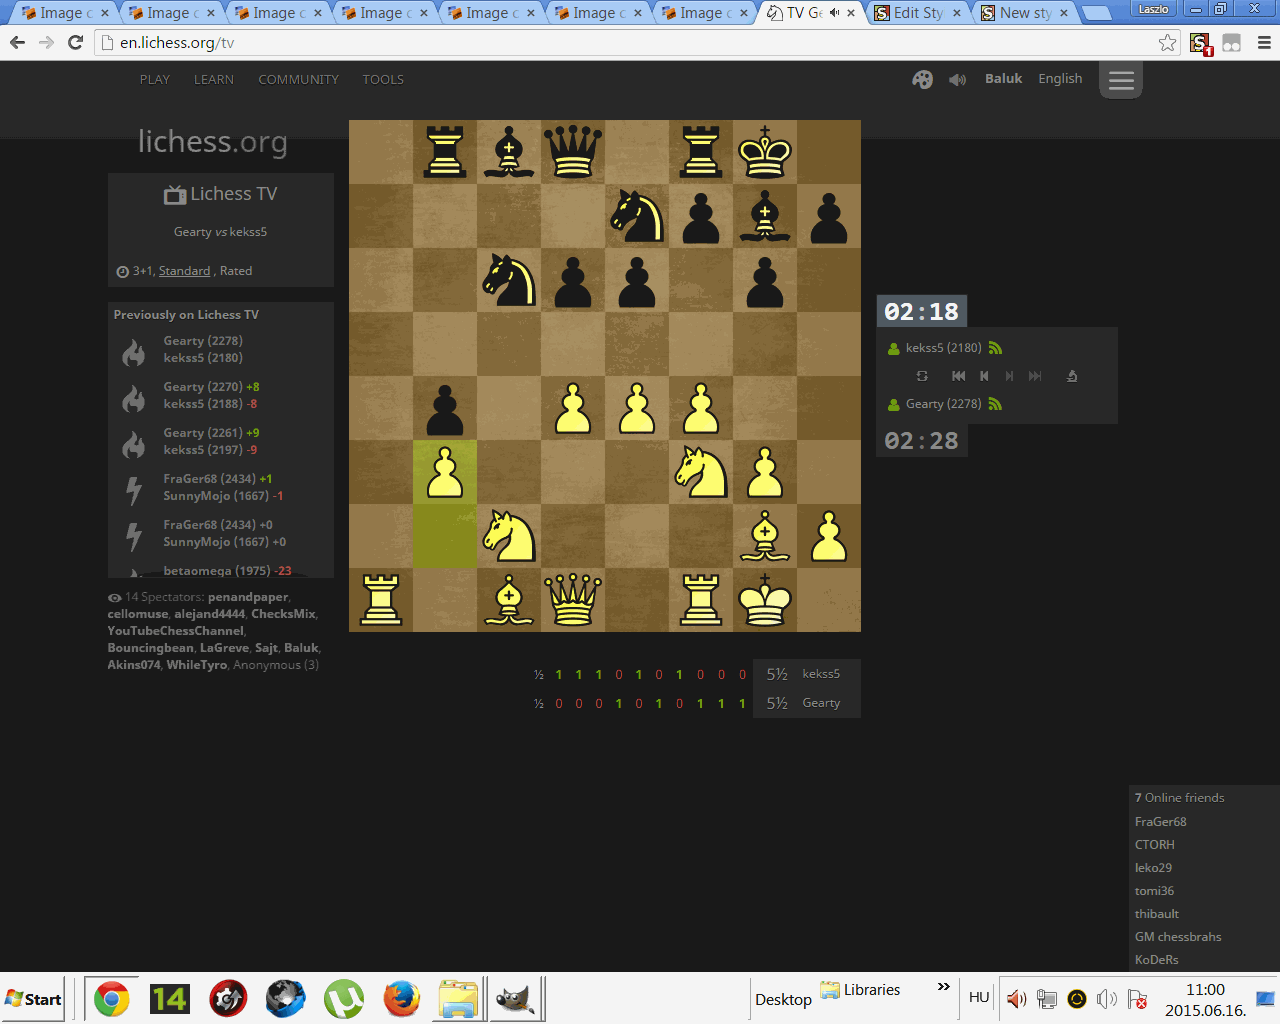 Image c
Image c
Image c
Image c
Image c
Image c
Image c
TV Ge
Edit Sty
New sty
Laszlo
en.lichess.org/tv
1
PLAY LEARN COMMUNITY TOOLS
Baluk English
lichess.org
Lichess TV
Gearty vs kekss5
3+1, Standard , Rated
Previously on Lichess TV
Gearty (2278)
kekss5 (2180)
Gearty (2270) +8
kekss5 (2188) -8
Gearty (2261) +9
kekss5 (2197) -9
FraGer68 (2434) +1
SunnyMojo (1667) -1
FraGer68 (2434) +0
SunnyMojo (1667) +0
betaomega (1975) -23
14 Spectators: penandpaper,
cellomuse, alejand4444, ChecksMix,
YouTubeChessChannel,
Bouncingbean, LaGreve, Sajt, Baluk,
Akins074, WhileTyro, Anonymous (3)
02:18
kekss5 (2180)
Gearty (2278)
02:28
½ 1 1 1 0 1 0 1 0 0 0 5½ kekss5
½ 0 0 0 1 0 1 0 1 1 1 5½ Gearty
7 Online friends
FraGer68
CTORH
leko29
tomi36
thibault
GM chessbrahs
KoDeRs
Start
14
Desktop
Libraries
»
HU
11:00
2015.06.16.